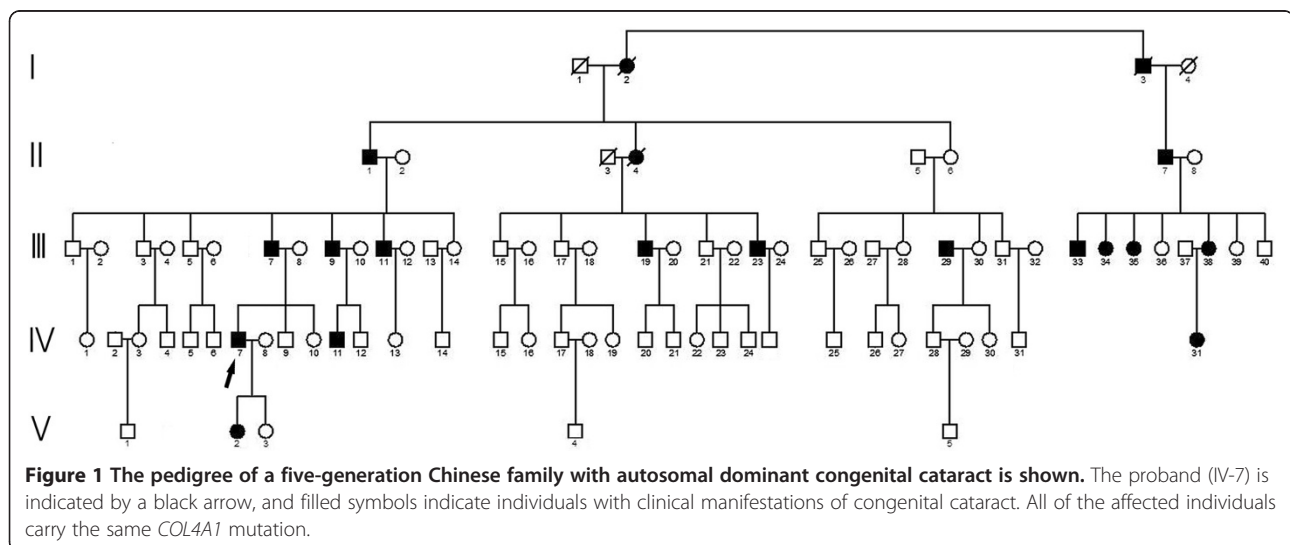 I
1 2 3 4
II
1 2 3 4 5 6 7 8
III
1 2 3 4 5 6 7 8 9 10 11 12 13 14 15 16 17 18 19 20 21 22 23 24 25 26 27 28 29 30 31 32 33 34 35 36 37 38 39 40
IV
1 2 3 4 5 6 7 8 9 10 11 12 13 14 15 16 17 18 19 20 21 22 23 24 25 26 27 28 29 30 31 31
V
1 2 3 4 5
Figure 1 The pedigree of a five-generation Chinese family with autosomal dominant congenital cataract is shown. The proband (IV-7) is
indicated by a black arrow, and filled symbols indicate individuals with clinical manifestations of congenital cataract. All of the affected individuals
carry the same COL4A1 mutation.